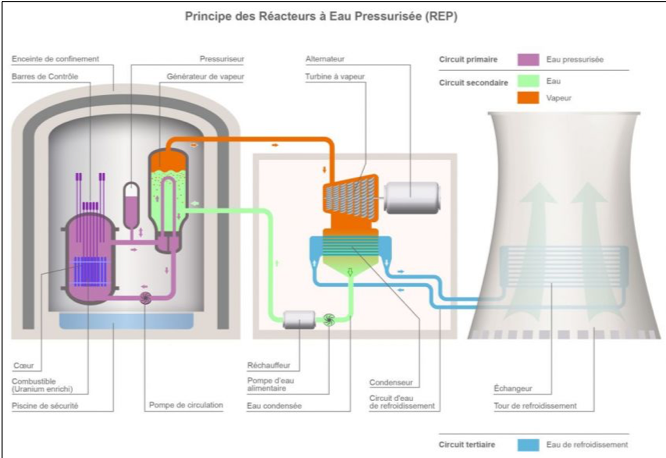 Principe des Réacteurs à Eau Pressurisée (REP)
Enceinte de confinement
Pressuriseur
Alternateur
Circuit primaire
Eau pressurisée
Barres de Contrôle
Générateur de vapeur
Turbine à vapeur
Circuit secondaire
Eau
Vapeur
Cœur
Combustible
(Uranium enrichi)
Piscine de sécurité
Pompe de circulation
Réchauffeur
Pompe d'eau
alimentaire
Eau condensée
Condenseur
Circuit d'eau
de refroidissement
Échangeur
Tour de refroidissement
Circuit tertiaire
Eau de refroidissement